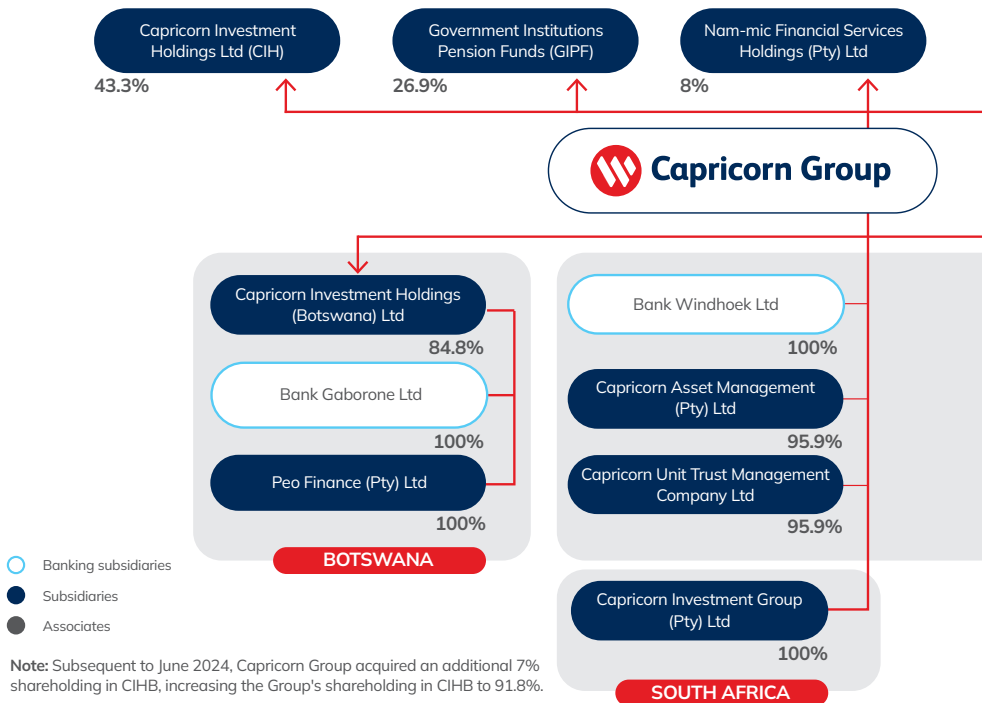 Capricorn Investment
Holdings Ltd (CIH)
43.3%
Government Institutions
Pension Funds (GIPF)
26.9%
Nam-mic Financial Services
Holdings (Pty) Ltd
8%
Capricorn Group
Capricorn Investment Holdings
(Botswana) Ltd
84.8%
Bank Gaborone Ltd
100%
Peo Finance (Pty) Ltd
100%
BOTSWANA
Bank Windhoek Ltd
100%
Capricorn Asset Management
(Pty) Ltd
95.9%
Capricorn Unit Trust Management
Company Ltd
95.9%
Capricorn Investment Group
(Pty) Ltd
100%
SOUTH AFRICA
Banking subsidiaries
Subsidiaries
Associates
Note: Subsequent to June 2024, Capricorn Group acquired an additional 7%
shareholding in CIHB, increasing the Group's shareholding in CIHB to 91.8%.